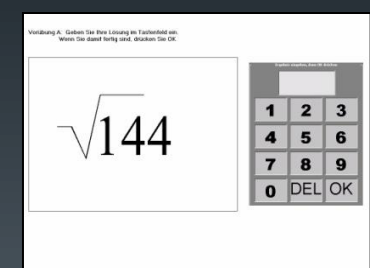 Vorübung A: Geben Sie Ihre Lösung im Tastenfeld ein.
Wenn Sie damit fertig sind, drücken Sie OK.
√144
1 2 3
4 5 6
7 8 9
0 DEL OK